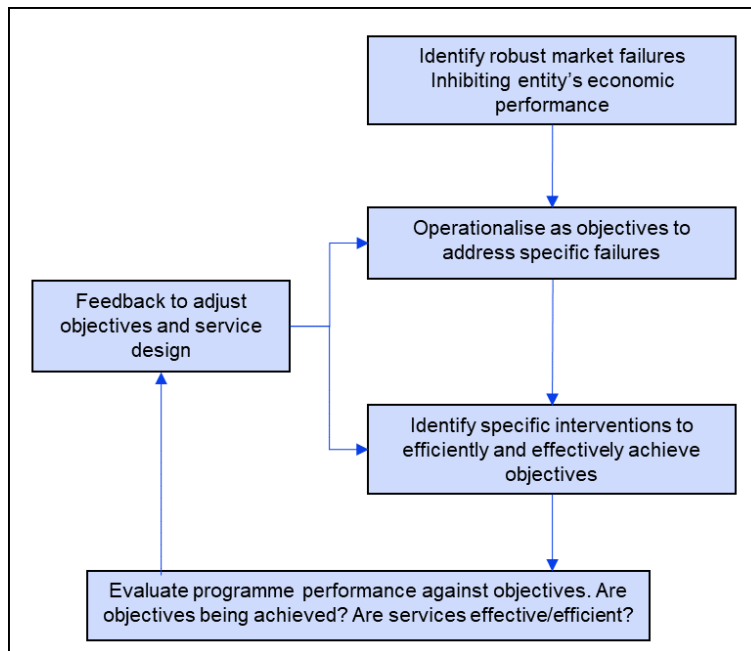 Identify robust market failures
Inhibiting entity's economic
performance
Operationalise as objectives to
address specific failures
Feedback to adjust
objectives and service
design
Identify specific interventions to
efficiently and effectively achieve
objectives
Evaluate programme performance against objectives. Are
objectives being achieved? Are services effective/efficient?